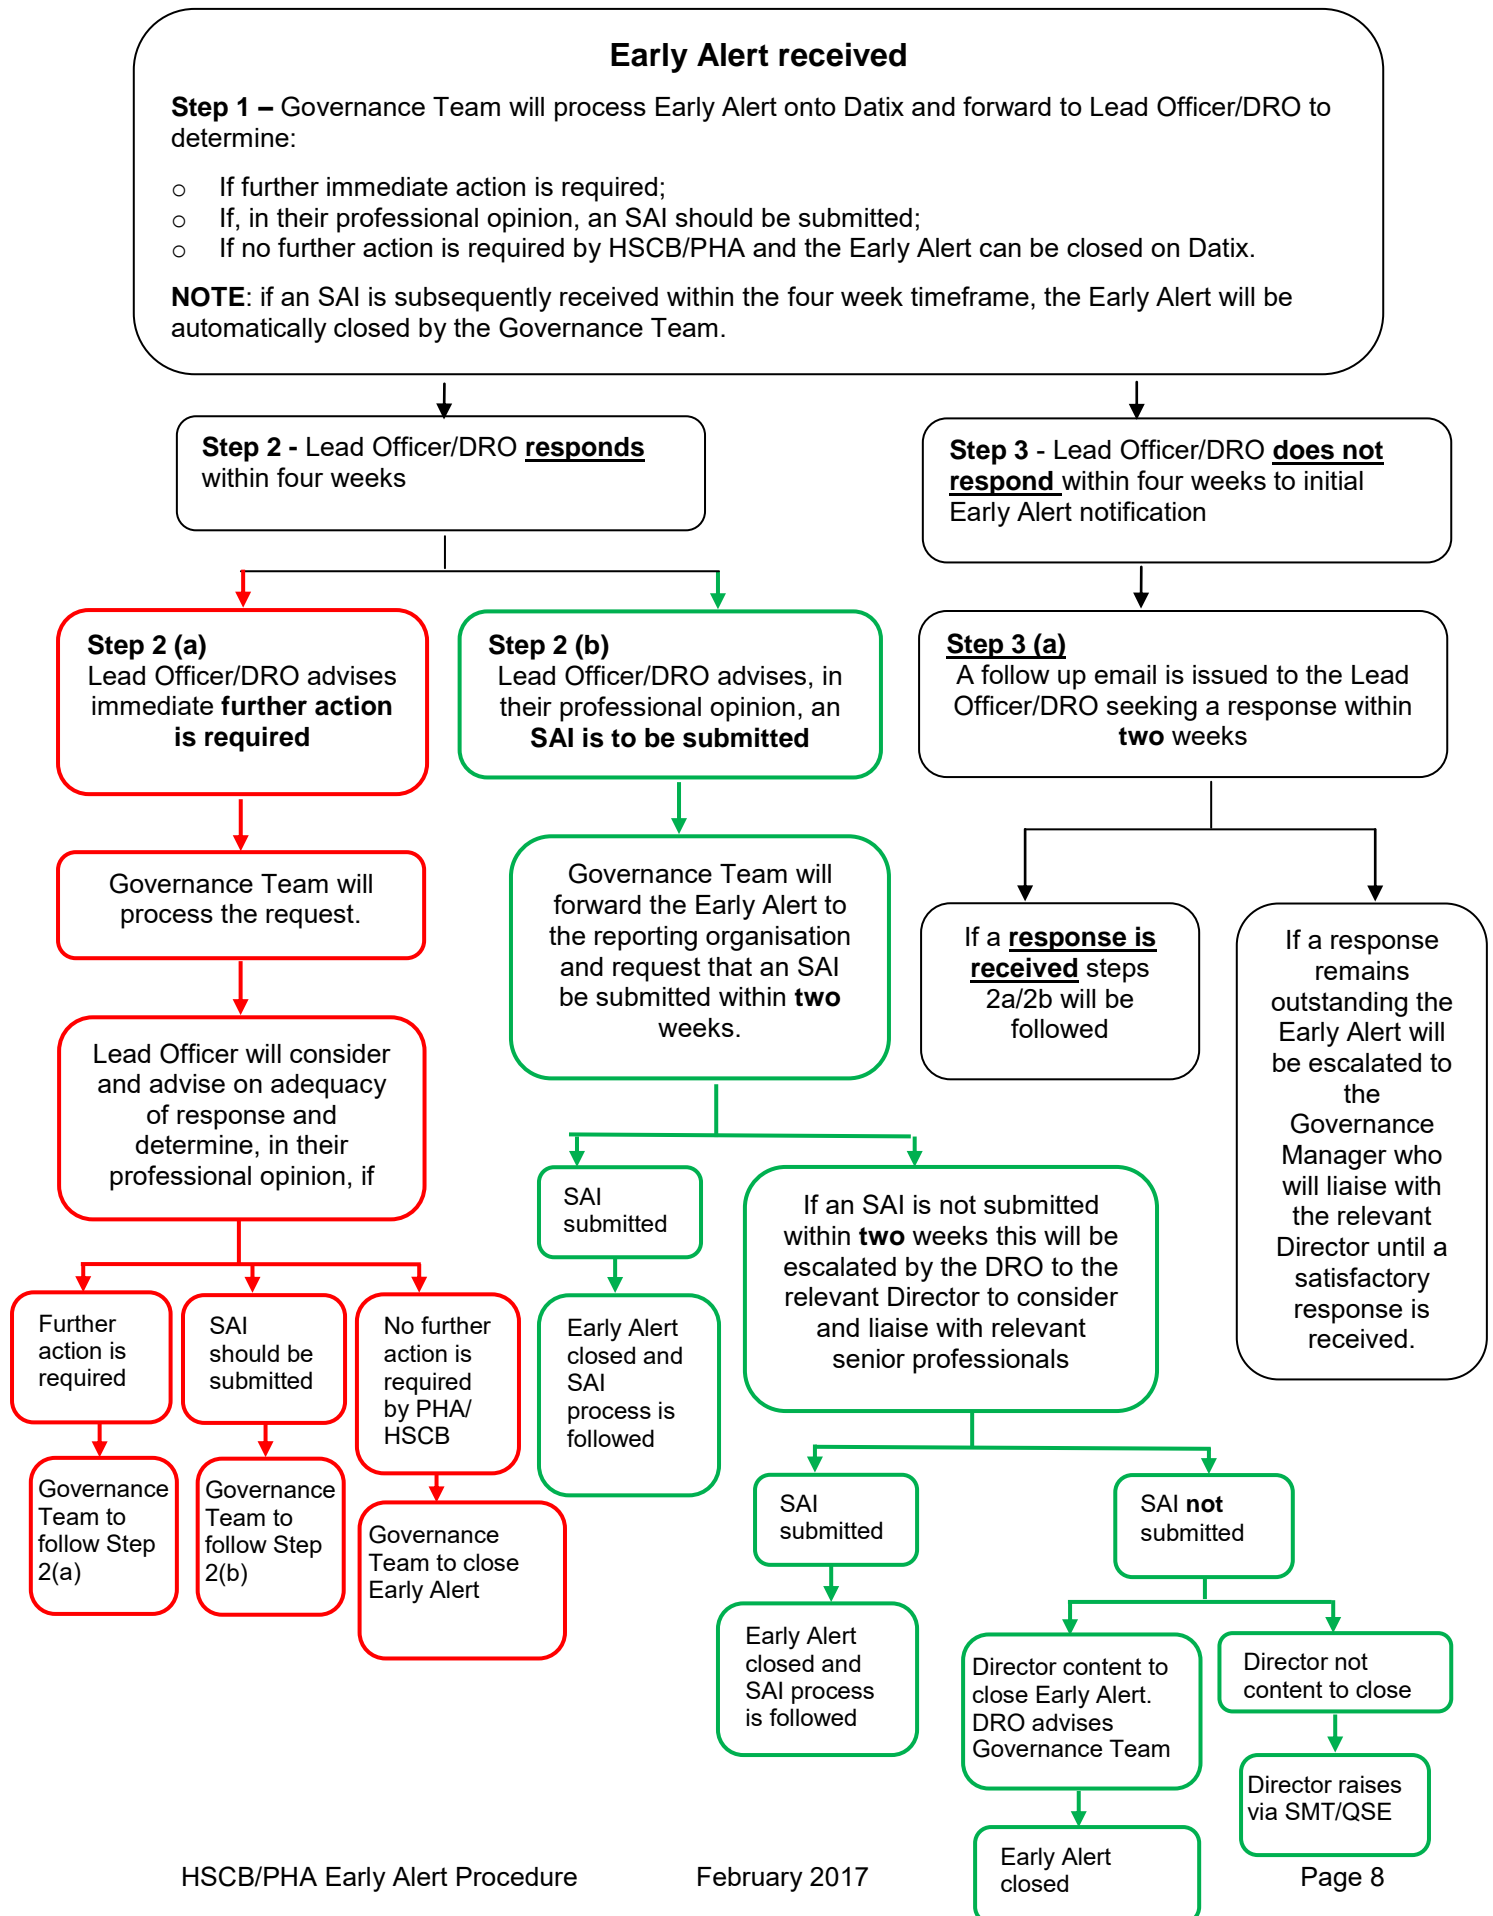 Early Alert received
Step 1 – Governance Team will process Early Alert onto Datix and forward to Lead Officer/DRO to
determine:
o If further immediate action is required;
o If, in their professional opinion, an SAI should be submitted;
o If no further action is required by HSCB/PHA and the Early Alert can be closed on Datix.
NOTE: if an SAI is subsequently received within the four week timeframe, the Early Alert will be
automatically closed by the Governance Team.
Step 2 - Lead Officer/DRO responds
within four weeks
Step 3 - Lead Officer/DRO does not
respond within four weeks to initial
Early Alert notification
Step 2 (a)
Lead Officer/DRO advises
immediate further action
is required
Step 2 (b)
Lead Officer/DRO advises, in
their professional opinion, an
SAI is to be submitted
Step 3 (a)
A follow up email is issued to the Lead
Officer/DRO seeking a response within
two weeks
Governance Team will
process the request.
Governance Team will
forward the Early Alert to
the reporting organisation
and request that an SAI
be submitted within two
weeks.
If a response is
received steps
2a/2b will be
followed
If a response
remains
outstanding the
Early Alert will
be escalated to
the
Governance
Manager who
will liaise with
the relevant
Director until a
satisfactory
response is
received.
Lead Officer will consider
and advise on adequacy
of response and
determine, in their
professional opinion, if
SAI
submitted
If an SAI is not submitted
within two weeks this will be
escalated by the DRO to the
relevant Director to consider
and liaise with relevant
senior professionals
Further
action is
required
SAI
should be
submitted
No further
action is
required
by PHA/
HSCB
Early Alert
closed and
SAI
process is
followed
Governance
Team to
follow Step
2(a)
Governance
Team to
follow Step
2(b)
Governance
Team to close
Early Alert
SAI
submitted
SAI not
submitted
Early Alert
closed and
SAI process
is followed
Director content to
close Early Alert.
DRO advises
Governance Team
Director not
content to close
Director raises
via SMT/QSE
Early Alert
closed
HSCB/PHA Early Alert Procedure February 2017 Page 8